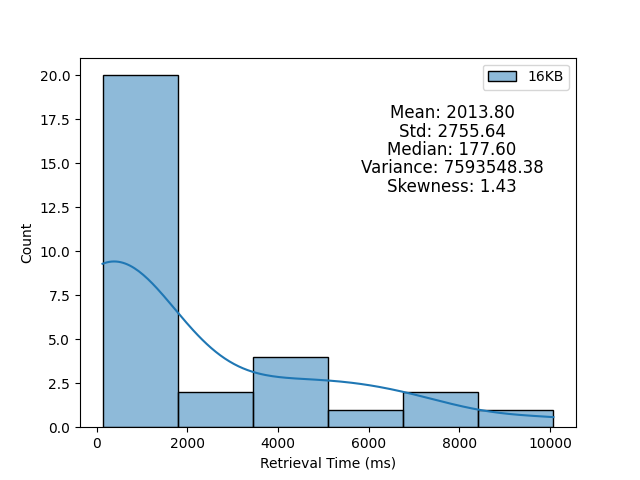 16KB
Mean: 2013.80
Std: 2755.64
Median: 177.60
Variance: 7593548.38
Skewness: 1.43
20.0
17.5
15.0
12.5
10.0
7.5
5.0
2.5
0.0
Count
0 2000 4000 6000 8000 10000
Retrieval Time (ms)